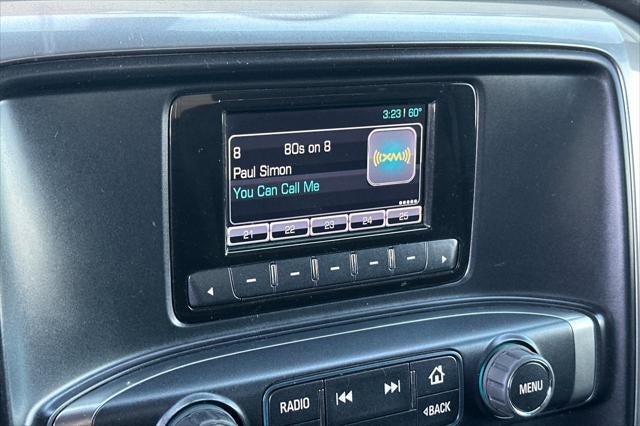 3:23 | 60°
8 80s on 8
((XM))
Paul Simon
You Can Call Me
21 22 23 24 25
RADIO
MENU
BACK